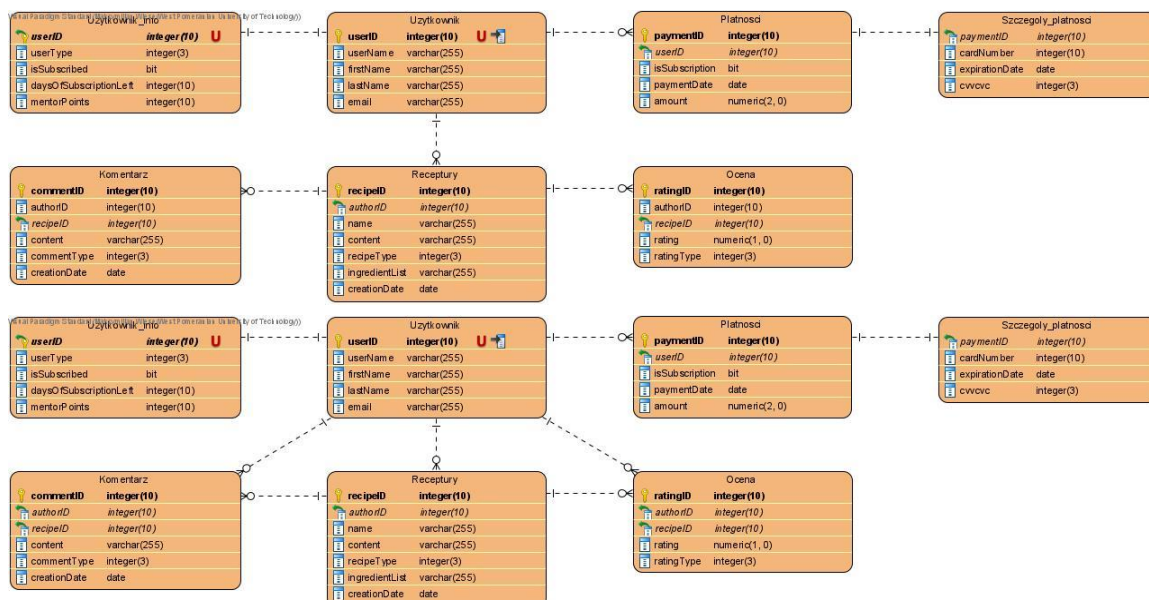 Uzytkownik_info
userID integer(10) U
userType integer(3)
isSubscribed bit
daysOfSubscriptionLeft integer(10)
mentorPoints integer(10)
Uzytkownik
userID integer(10) U
userName varchar(255)
firstName varchar(255)
lastName varchar(255)
email varchar(255)
Platnosci
paymentID integer(10)
userID integer(10)
isSubscription bit
paymentDate date
amount numeric(2, 0)
Szczegoly_platnosci
paymentID integer(10)
cardNumber integer(10)
expirationDate date
cvvcvc integer(3)
Komentarz
commentID integer(10)
authorID integer(10)
recipeID integer(10)
content varchar(255)
commentType integer(3)
creationDate date
Receptury
recipeID integer(10)
authorID integer(10)
name varchar(255)
content varchar(255)
recipeType integer(3)
ingredientList varchar(255)
creationDate date
Ocena
ratingID integer(10)
authorID integer(10)
recipeID integer(10)
rating numeric(1, 0)
ratingType integer(3)
Uzytkownik_info
userID integer(10) U
userType integer(3)
isSubscribed bit
daysOfSubscriptionLeft integer(10)
mentorPoints integer(10)
Uzytkownik
userID integer(10) U
userName varchar(255)
firstName varchar(255)
lastName varchar(255)
email varchar(255)
Platnosci
paymentID integer(10)
userID integer(10)
isSubscription bit
paymentDate date
amount numeric(2, 0)
Szczegoly_platnosci
paymentID integer(10)
cardNumber integer(10)
expirationDate date
cvvcvc integer(3)
Komentarz
commentID integer(10)
authorID integer(10)
recipeID integer(10)
content varchar(255)
commentType integer(3)
creationDate date
Receptury
recipeID integer(10)
authorID integer(10)
name varchar(255)
content varchar(255)
recipeType integer(3)
ingredientList varchar(255)
creationDate date
Ocena
ratingID integer(10)
authorID integer(10)
recipeID integer(10)
rating numeric(1, 0)
ratingType integer(3)